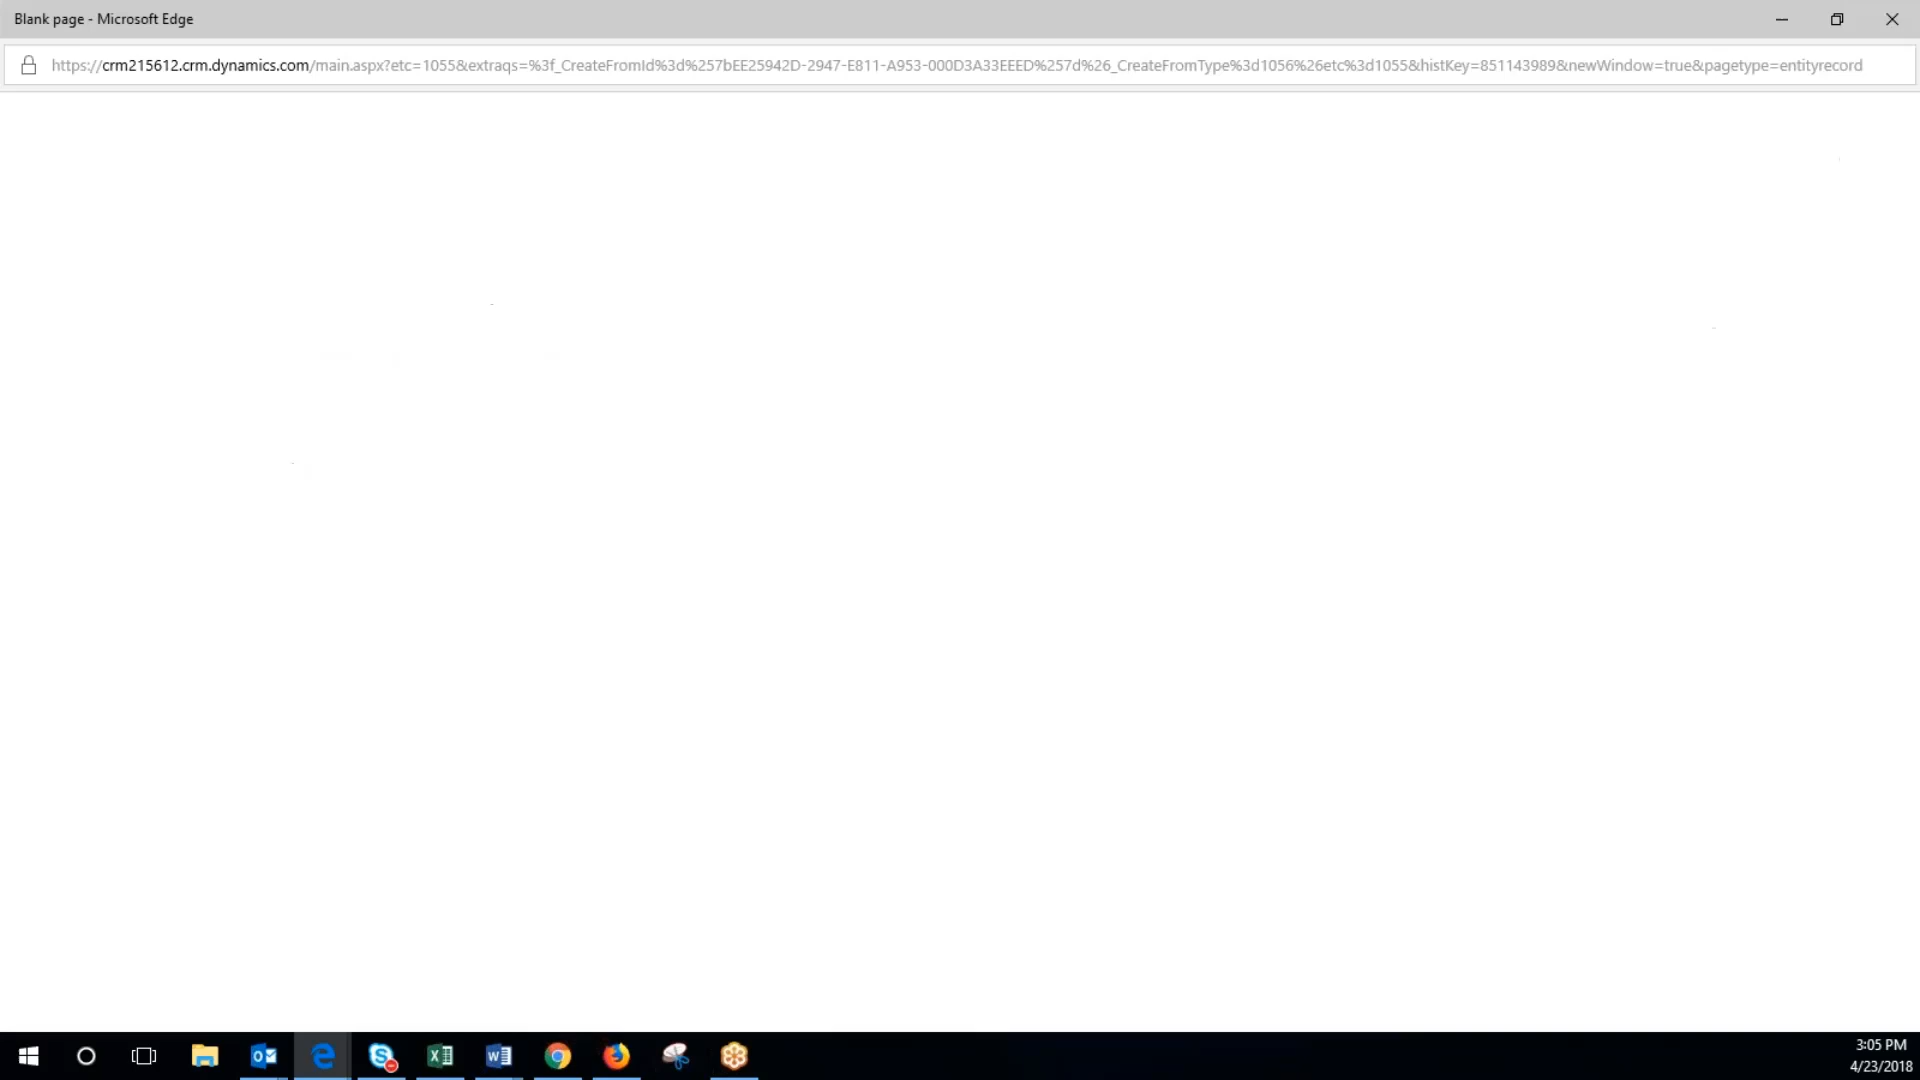 Blank page - Microsoft Edge
https://crm215612.crm.dynamics.com/main.aspx?etc=1055&extraqs=%3f_CreateFromId%3d%257bEE25942D-2947-E811-A953-000D3A33EEED%257d%26_CreateFromType%3d1056%26etc%3d1055&histKey=851143989&newWindow=true&pagetype=entityrecord
3:05 PM
4/23/2018